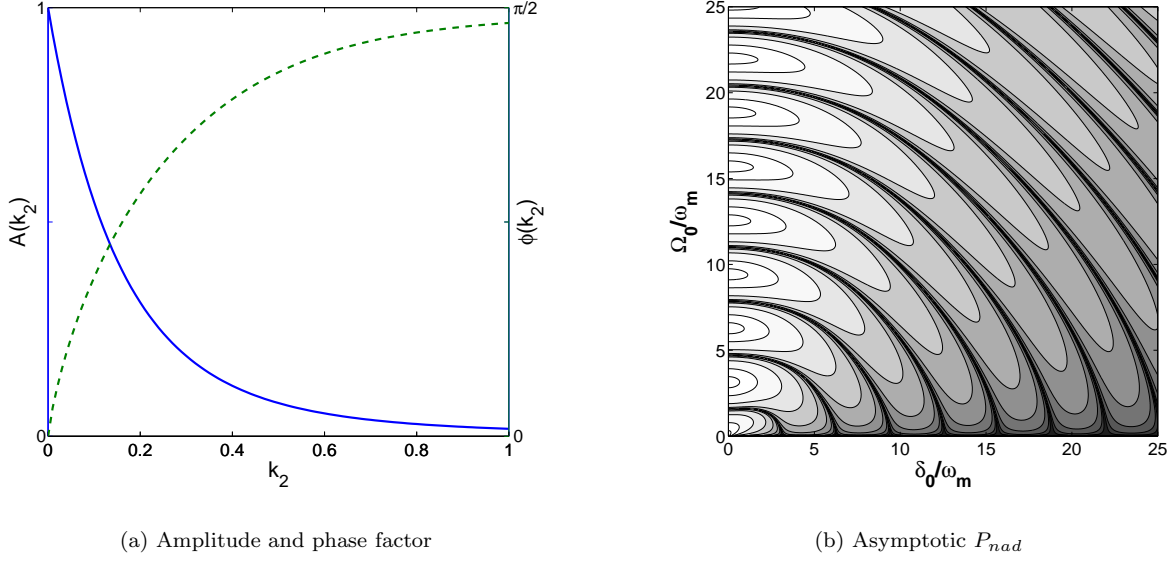 1
π/2
A(k2)
ϕ(k2)
0
0
0
0.2
0.4
0.6
0.8
1
k2
(a) Amplitude and phase factor
25
20
15
10
5
0
Ω0/ωm
0
5
10
15
20
25
δ0/ωm
(b) Asymptotic Pnad